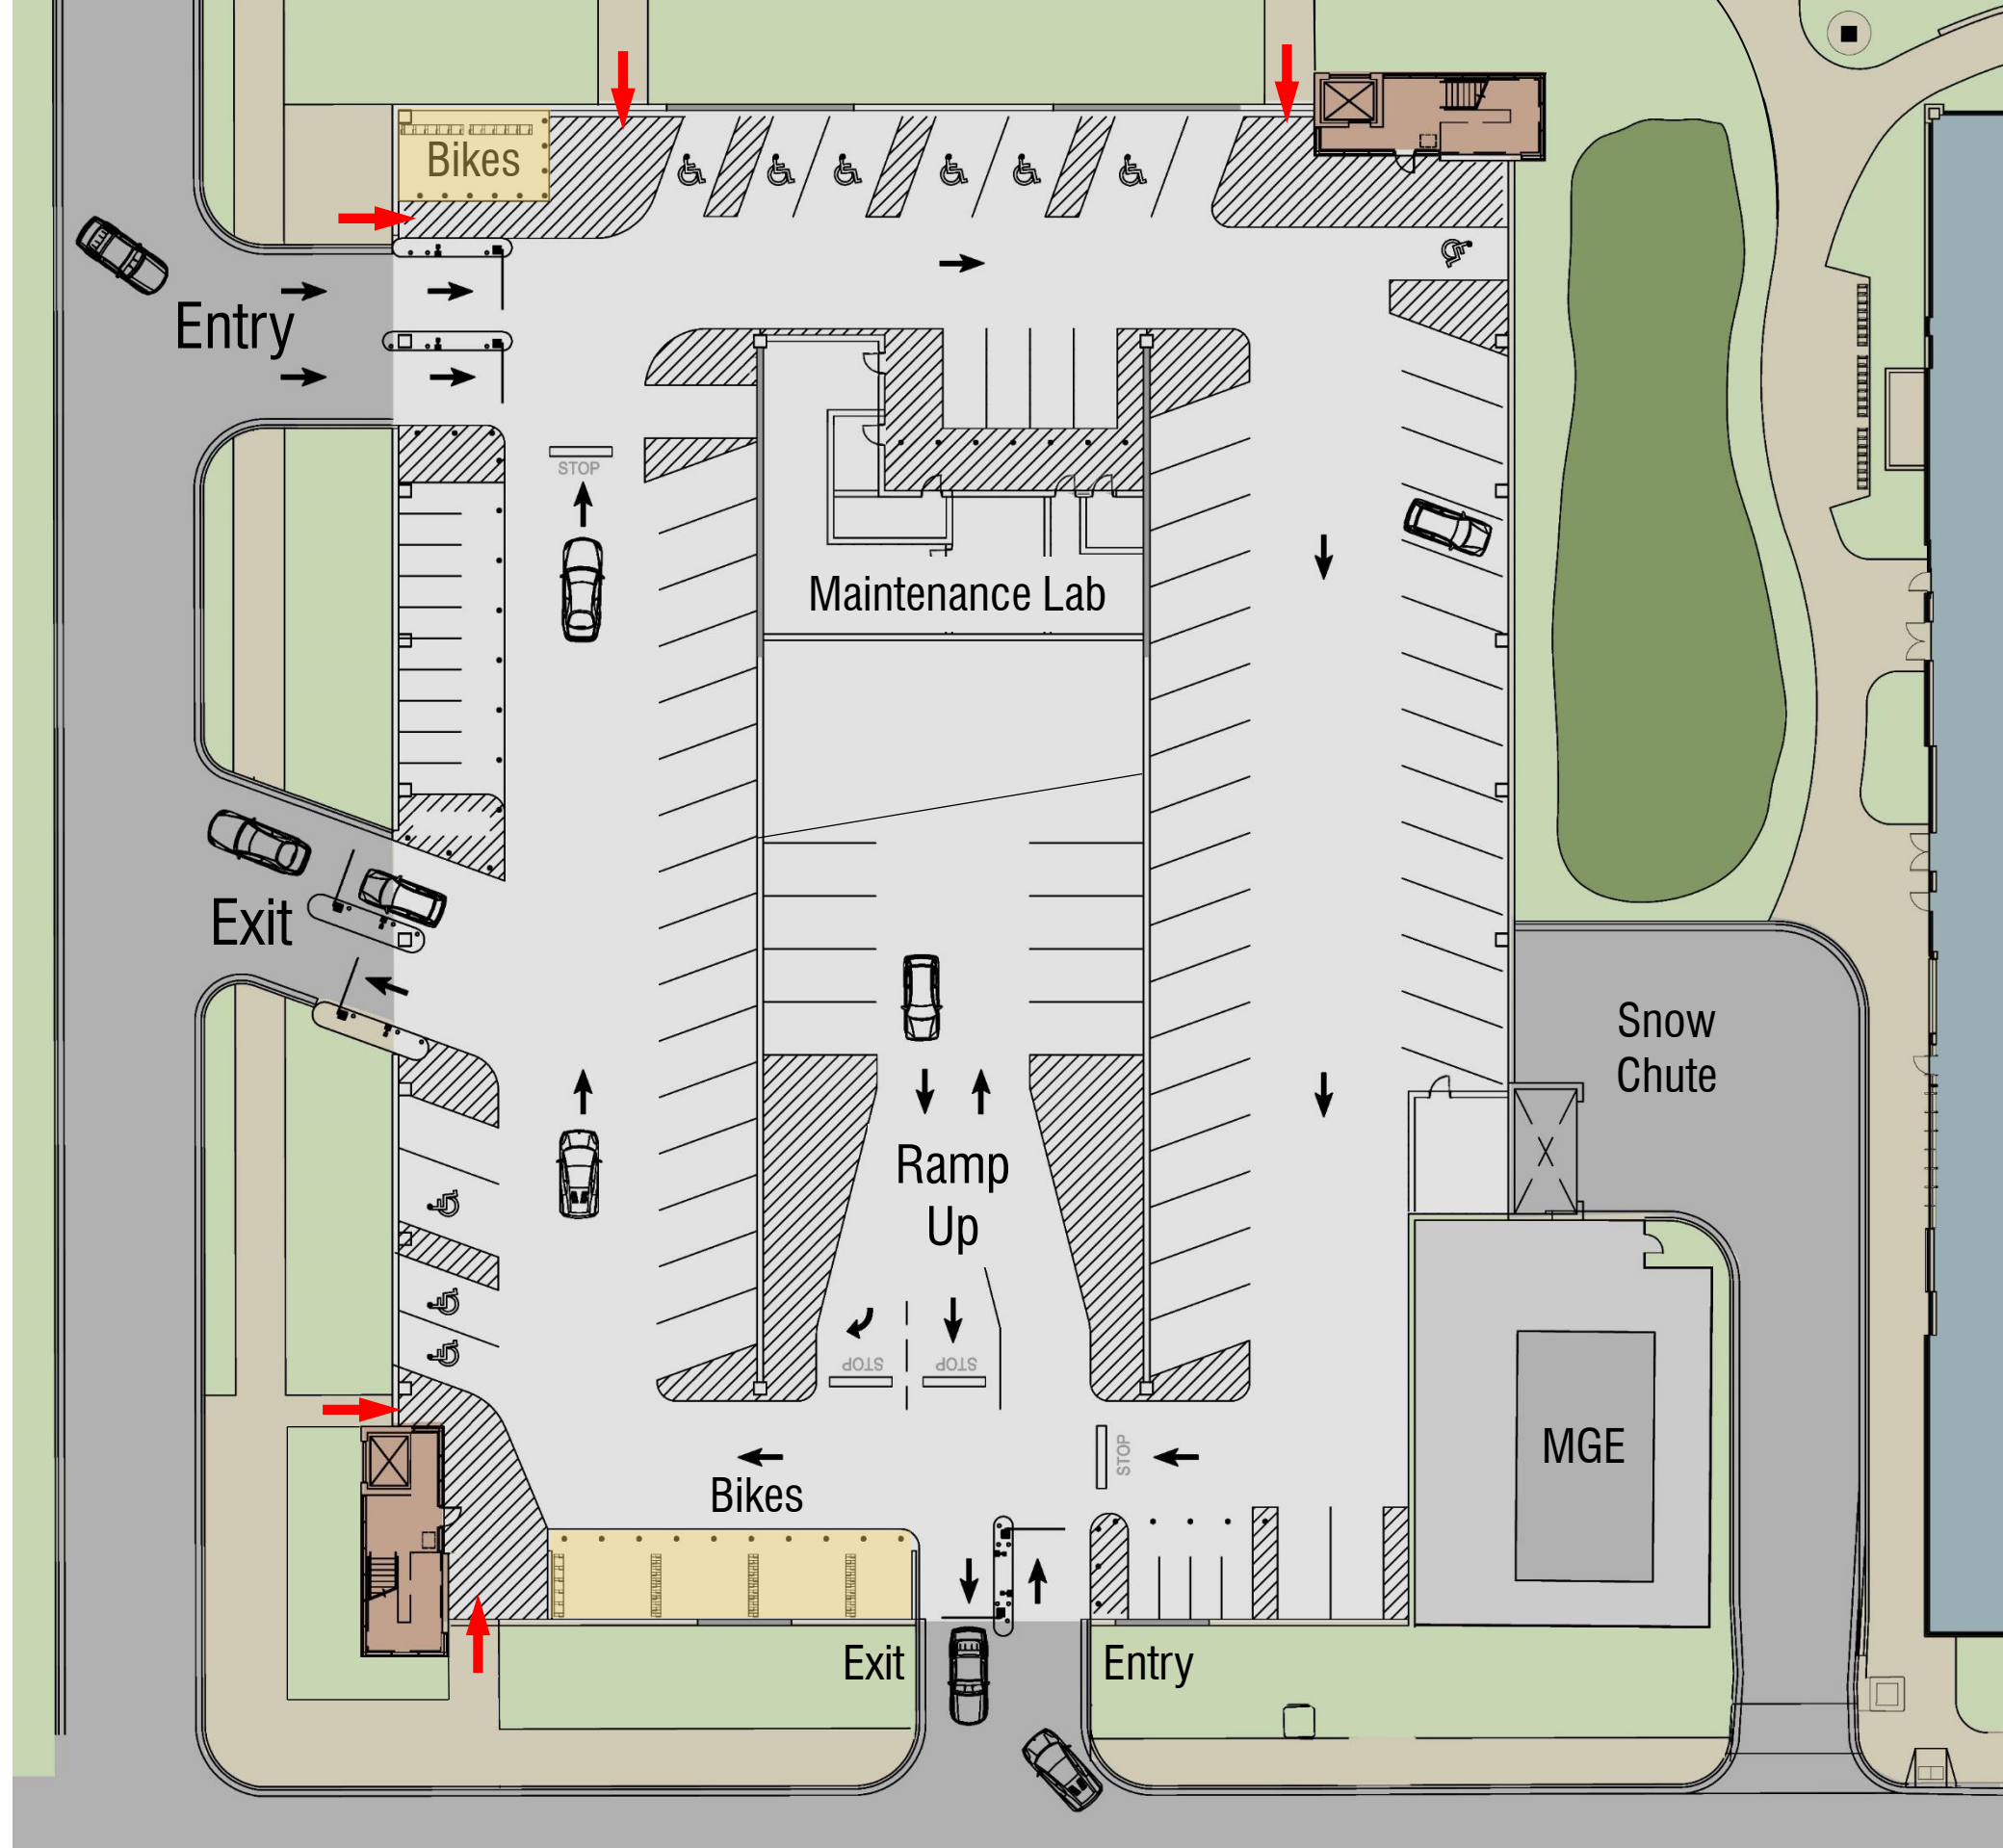 Bikes
Entry
STOP
Maintenance Lab
Exit
Snow
Chute
Ramp
Up
STOP
STOP
STOP
MGE
Bikes
Exit
Entry